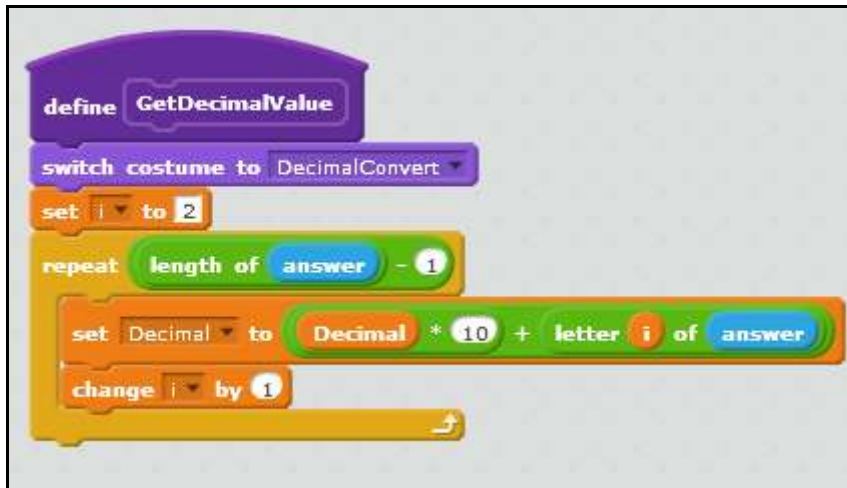 define GetDecimalValue
switch costume to DecimalConvert
set i to 2
repeat length of answer - 1
set Decimal to Decimal * 10 + letter i of answer
change i by 1